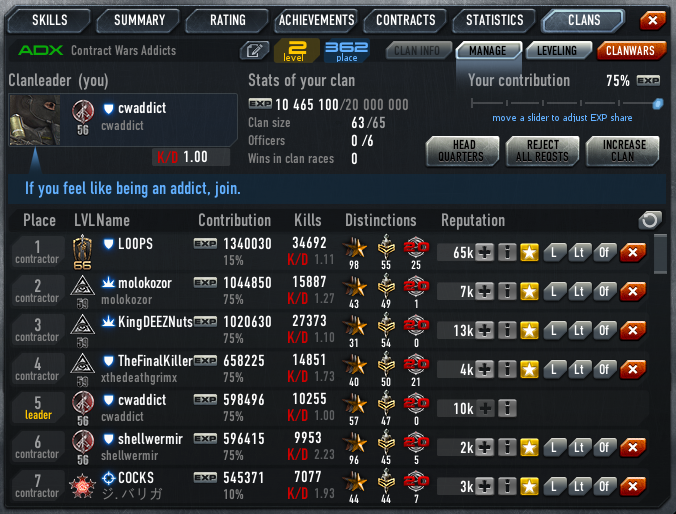 SKILLS SUMMARY RATING ACHIEVEMENTS CONTRACTS STATISTICS CLANS
ADX Contract Wars Addicts 2 level 362 place CLAN INFO MANAGE LEVELING CLANWARS
Clanleader (you) Stats of your clan Your contribution 75% EXP
EXP 10 465 100/20 000 000
cwaddict
56 cwaddict
Clan size 63/65
move a slider to adjust EXP share
Officers 0 /6
K/D 1.00 Wins in clan races 0
HEAD QUARTERS REJECT ALL REQSTS INCREASE CLAN
If you feel like being an addict, join.
Place LVL Name Contribution Kills Distinctions Reputation
1 LOOPS EXP 1340030 34692 20 65k L Lt Of
contractor 66 15% K/D 1.11 98 55 25
2 molokozor EXP 1044850 15887 20 7k L Lt Of
contractor molokozor 75% K/D 1.27 43 49 1
3 KingDEEZNuts EXP 1020630 27373 20 13k L Lt Of
contractor 75% K/D 1.10 31 54 0
4 TheFinalKiller EXP 658225 14851 20 4k L Lt Of
contractor xthedeathgrimx 75% K/D 1.73 40 50 21
5 cwaddict EXP 598496 10255 20 10k
leader 56 cwaddict 75% K/D 1.00 57 47 0
6 shellwermir EXP 596415 9953 20 2k L Lt Of
contractor 56 shellwermir 75% K/D 2.23 96 45 5
7 COCKS EXP 545371 7077 20 3k L Lt Of
contractor ジ.バリガ 10% K/D 1.93 44 44 7